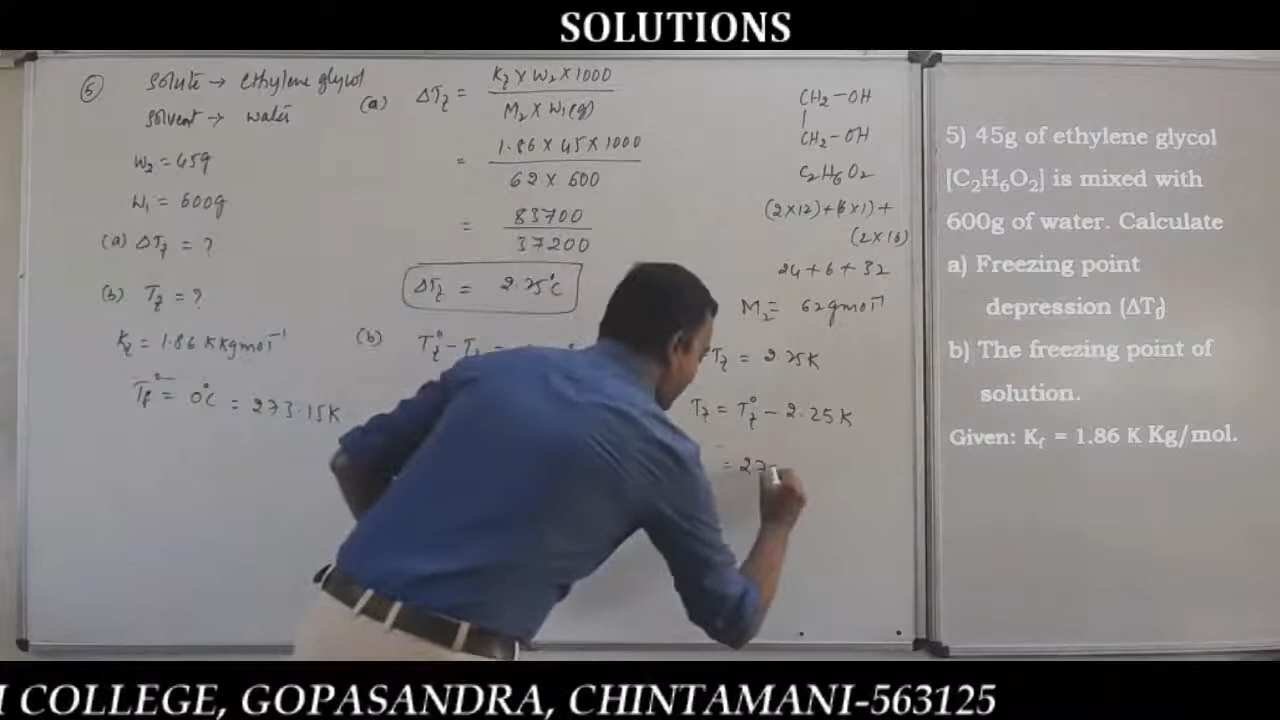 SOLUTIONS
5
Solute → ethylene glycol
Solvent → water
W₂ = 45g
W₁ = 600g
(a) ΔTf = ?
(b) Tf = ?
Kf = 1.86 K Kg mol⁻¹
Tf° = 0°C = 273.15K
(a) ΔTf = Kf × W₂ × 1000
M₂ × W₁(g)
= 1.86 × 45 × 1000
62 × 600
= 83700
37200
ΔTf = 2.25°C
(b) Tf° - T
CH₂-OH
|
CH₂-OH
C₂H₆O₂
(2×12)+(6×1)+
(2×16)
24+6+32
M₂ = 62gmol⁻¹
Tf = 2.25K
Tf = Tf° - 2.25K
= 27
5) 45g of ethylene glycol
[C₂H₆O₂] is mixed with
600g of water. Calculate
a) Freezing point
depression (ΔTf)
b) The freezing point of
solution.
Given: Kf = 1.86 K Kg/mol.
COLLEGE, GOPASANDRA, CHINTAMANI-563125